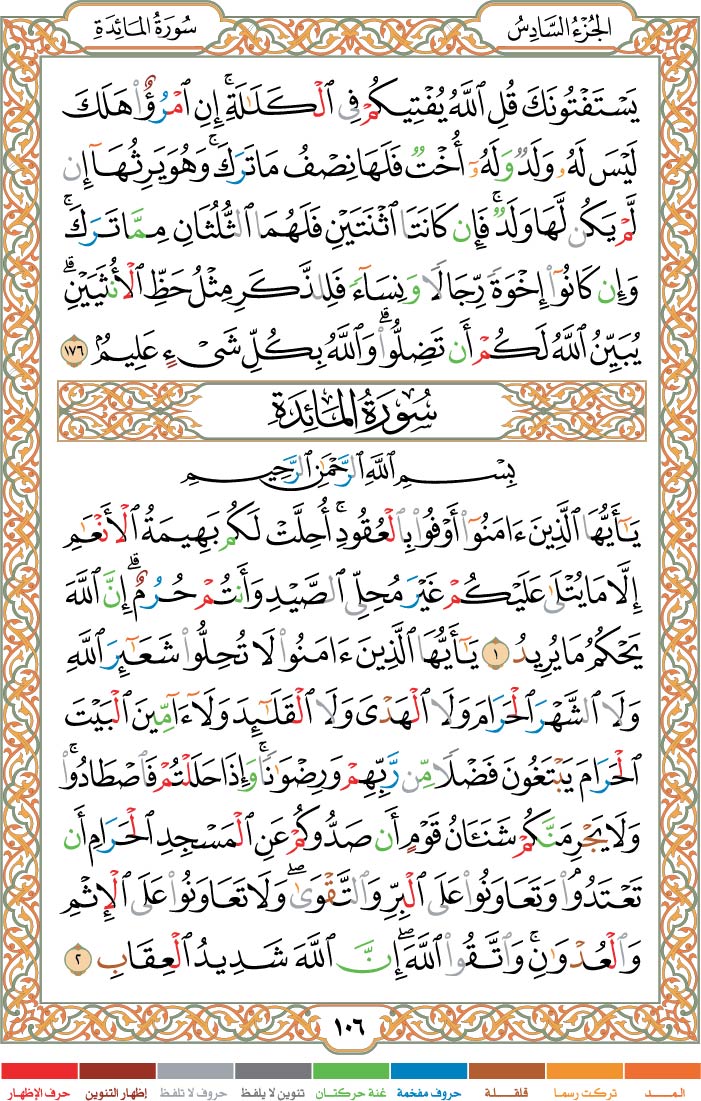 الجُزْءُ السَّادِسُ
سُورَةُ المَائِدَةِ
يَسْتَفْتُونَكَ قُلِ ٱللَّهُ يُفْتِيكُمْ فِى ٱلْكَلَٰلَةِ ۚ إِنِ ٱمْرُؤٌا۟ هَلَكَ
لَيْسَ لَهُۥ وَلَدٌ وَلَهُۥٓ أُخْتٌ فَلَهَا نِصْفُ مَا تَرَكَ ۚ وَهُوَ يَرِثُهَآ إِن
لَّمْ يَكُن لَّهَا وَلَدٌ ۚ فَإِن كَانَتَا ٱثْنَتَيْنِ فَلَهُمَا ٱلثُّلُثَانِ مِمَّا تَرَكَ ۚ
وَإِن كَانُوٓا۟ إِخْوَةً رِّجَالًا وَنِسَآءً فَلِلذَّكَرِ مِثْلُ حَظِّ ٱلْأُنثَيَيْنِ ۗ
يُبَيِّنُ ٱللَّهُ لَكُمْ أَن تَضِلُّوا۟ ۗ وَٱللَّهُ بِكُلِّ شَىْءٍ عَلِيمٌۢ ١٧٦
سُورَةُ المَائِدَةِ
بِسْمِ ٱللَّهِ ٱلرَّحْمَٰنِ ٱلرَّحِيمِ
يَٰٓأَيُّهَا ٱلَّذِينَ ءَامَنُوٓا۟ أَوْفُوا۟ بِٱلْعُقُودِ ۚ أُحِلَّتْ لَكُم بَهِيمَةُ ٱلْأَنْعَٰمِ
إِلَّا مَا يُتْلَىٰ عَلَيْكُمْ غَيْرَ مُحِلِّى ٱلصَّيْدِ وَأَنتُمْ حُرُمٌ ۗ إِنَّ ٱللَّهَ
يَحْكُمُ مَا يُرِيدُ ١ يَٰٓأَيُّهَا ٱلَّذِينَ ءَامَنُوا۟ لَا تُحِلُّوا۟ شَعَٰٓئِرَ ٱللَّهِ
وَلَا ٱلشَّهْرَ ٱلْحَرَامَ وَلَا ٱلْهَدْىَ وَلَا ٱلْقَلَٰٓئِدَ وَلَآ ءَآمِّينَ ٱلْبَيْتَ
ٱلْحَرَامَ يَبْتَغُونَ فَضْلًا مِّن رَّبِّهِمْ وَرِضْوَٰنًا ۚ وَإِذَا حَلَلْتُمْ فَٱصْطَادُوا۟ ۚ
وَلَا يَجْرِمَنَّكُمْ شَنَـَٔانُ قَوْمٍ أَن صَدُّوكُمْ عَنِ ٱلْمَسْجِدِ ٱلْحَرَامِ أَن
تَعْتَدُوا۟ ۘ وَتَعَاوَنُوا۟ عَلَى ٱلْبِرِّ وَٱلتَّقْوَىٰ ۖ وَلَا تَعَاوَنُوا۟ عَلَى ٱلْإِثْمِ
وَٱلْعُدْوَٰنِ ۚ وَٱتَّقُوا۟ ٱللَّهَ ۖ إِنَّ ٱللَّهَ شَدِيدُ ٱلْعِقَابِ ٢
١٠٦
المــــد تركت رسما قلقــلة حروف مفخمة غنة حركتان تنوين لا يلفظ حروف لا تلفظ إظهار التنوين حرف الإظهار